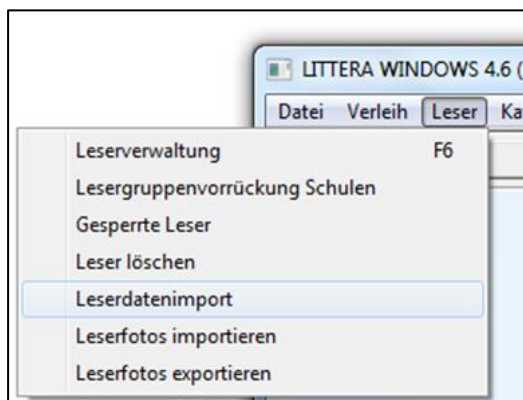 LITTERA WINDOWS 4.6 (
Datei Verleih Leser Ka
Leserverwaltung F6
Lesergruppenvorrückung Schulen
Gesperrte Leser
Leser löschen
Leserdatenimport
Leserfotos importieren
Leserfotos exportieren